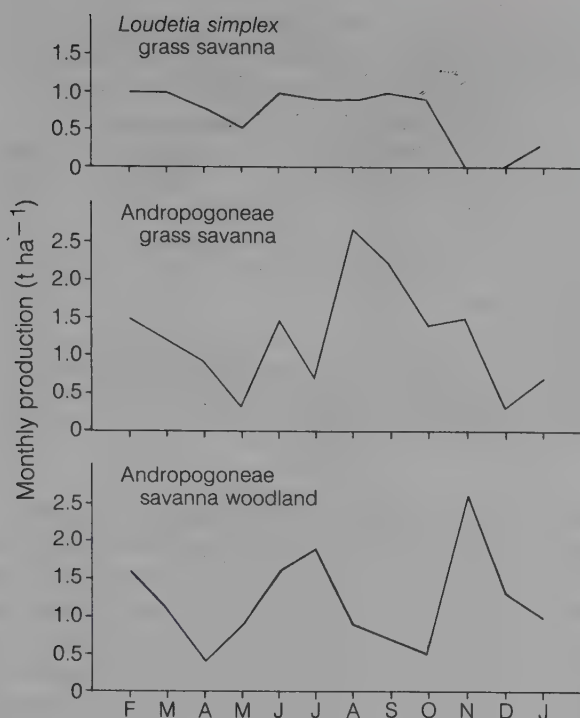 Loudetia simplex
grass savanna
1.5
1.0
0.5
0
Andropogoneae
grass savanna
2.5
2.0
1.5
1.0
0.5
0
Andropogoneae
savanna woodland
2.5
2.0
1.5
1.0
0.5
0
Monthly production (t ha⁻¹)
F M A M J J A S O N D J